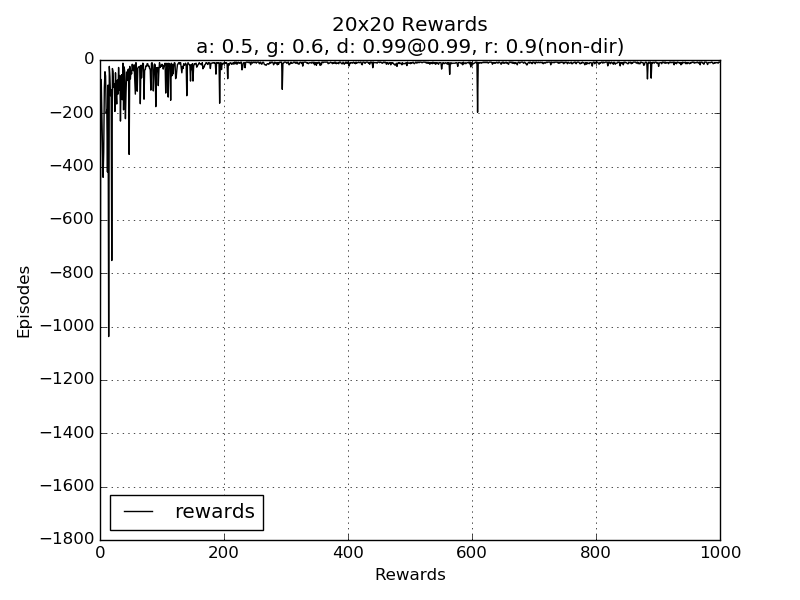 20x20 Rewards
a: 0.5, g: 0.6, d: 0.99@0.99, r: 0.9(non-dir)
0
−200
−400
−600
−800
−1000
−1200
−1400
−1600
−1800
Episodes
rewards
0 200 400 600 800 1000
Rewards